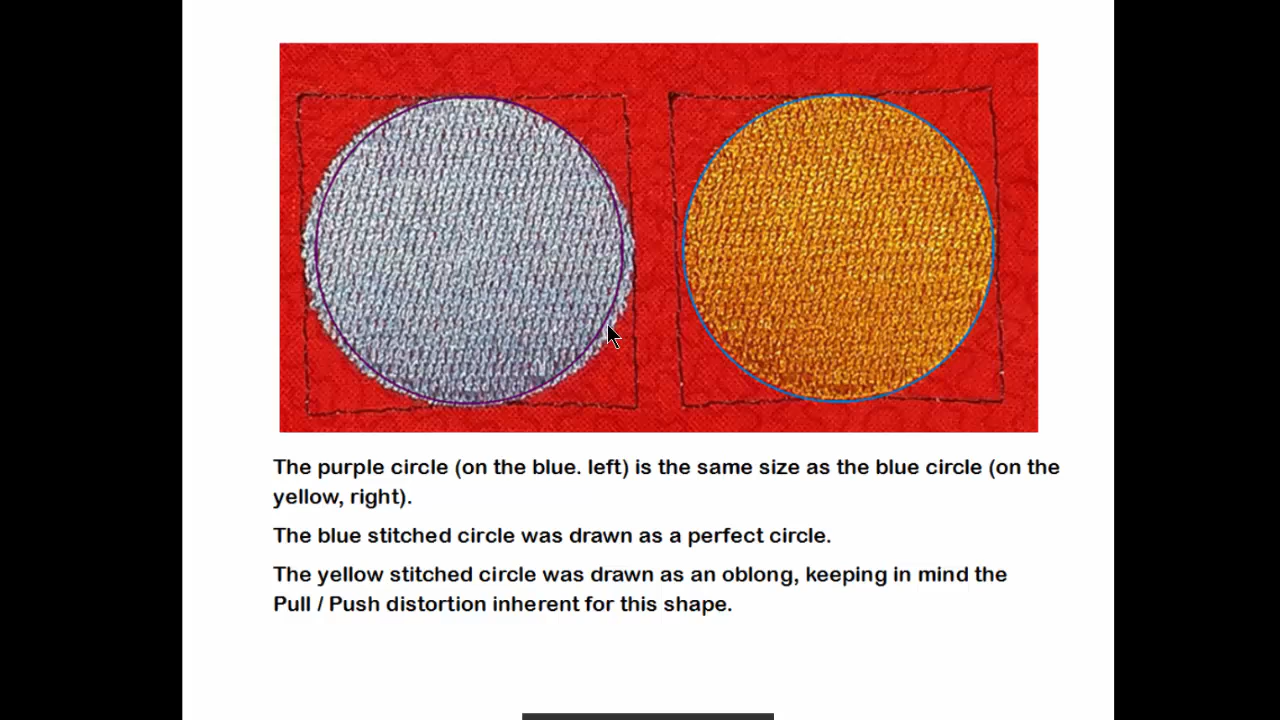 The purple circle (on the blue. left) is the same size as the blue circle (on the
yellow, right).
The blue stitched circle was drawn as a perfect circle.
The yellow stitched circle was drawn as an oblong, keeping in mind the
Pull / Push distortion inherent for this shape.